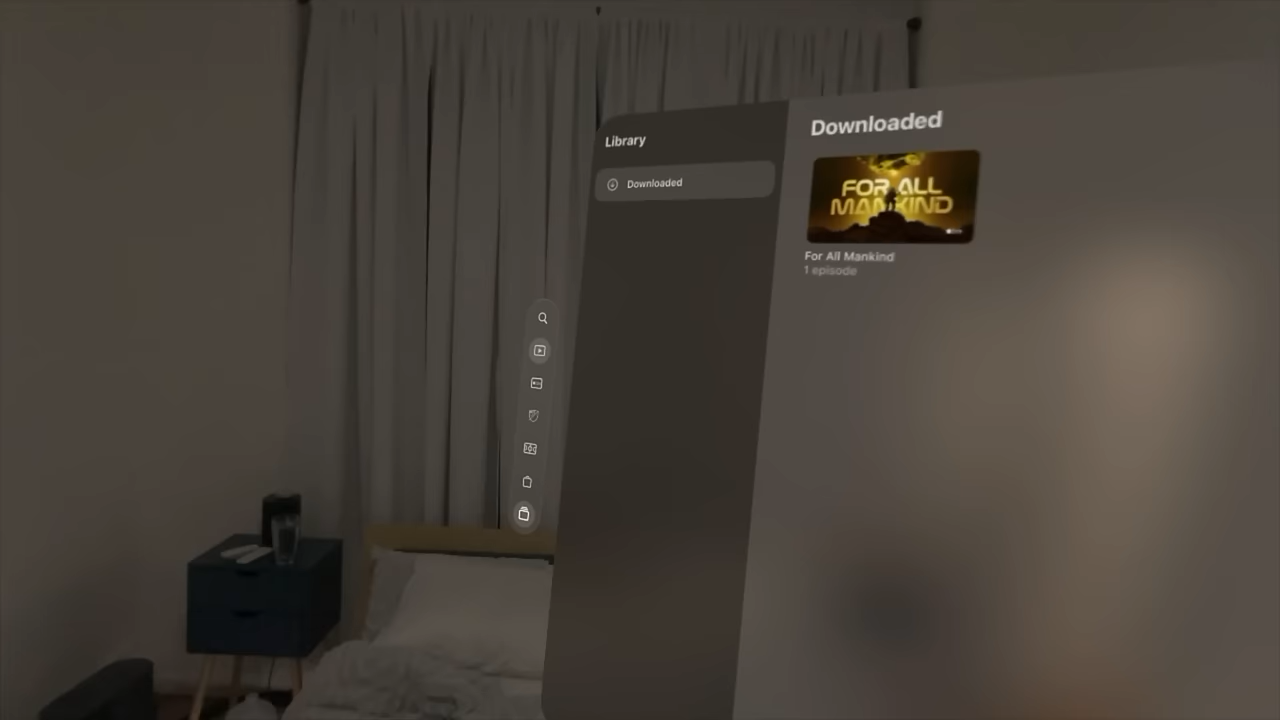 Library
Downloaded
Downloaded
FOR ALL
MANKIND
For All Mankind
1 episode